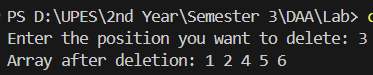 PS D:\UPES\2nd Year\Semester 3\DAA\Lab>
Enter the position you want to delete: 3
Array after deletion: 1 2 4 5 6